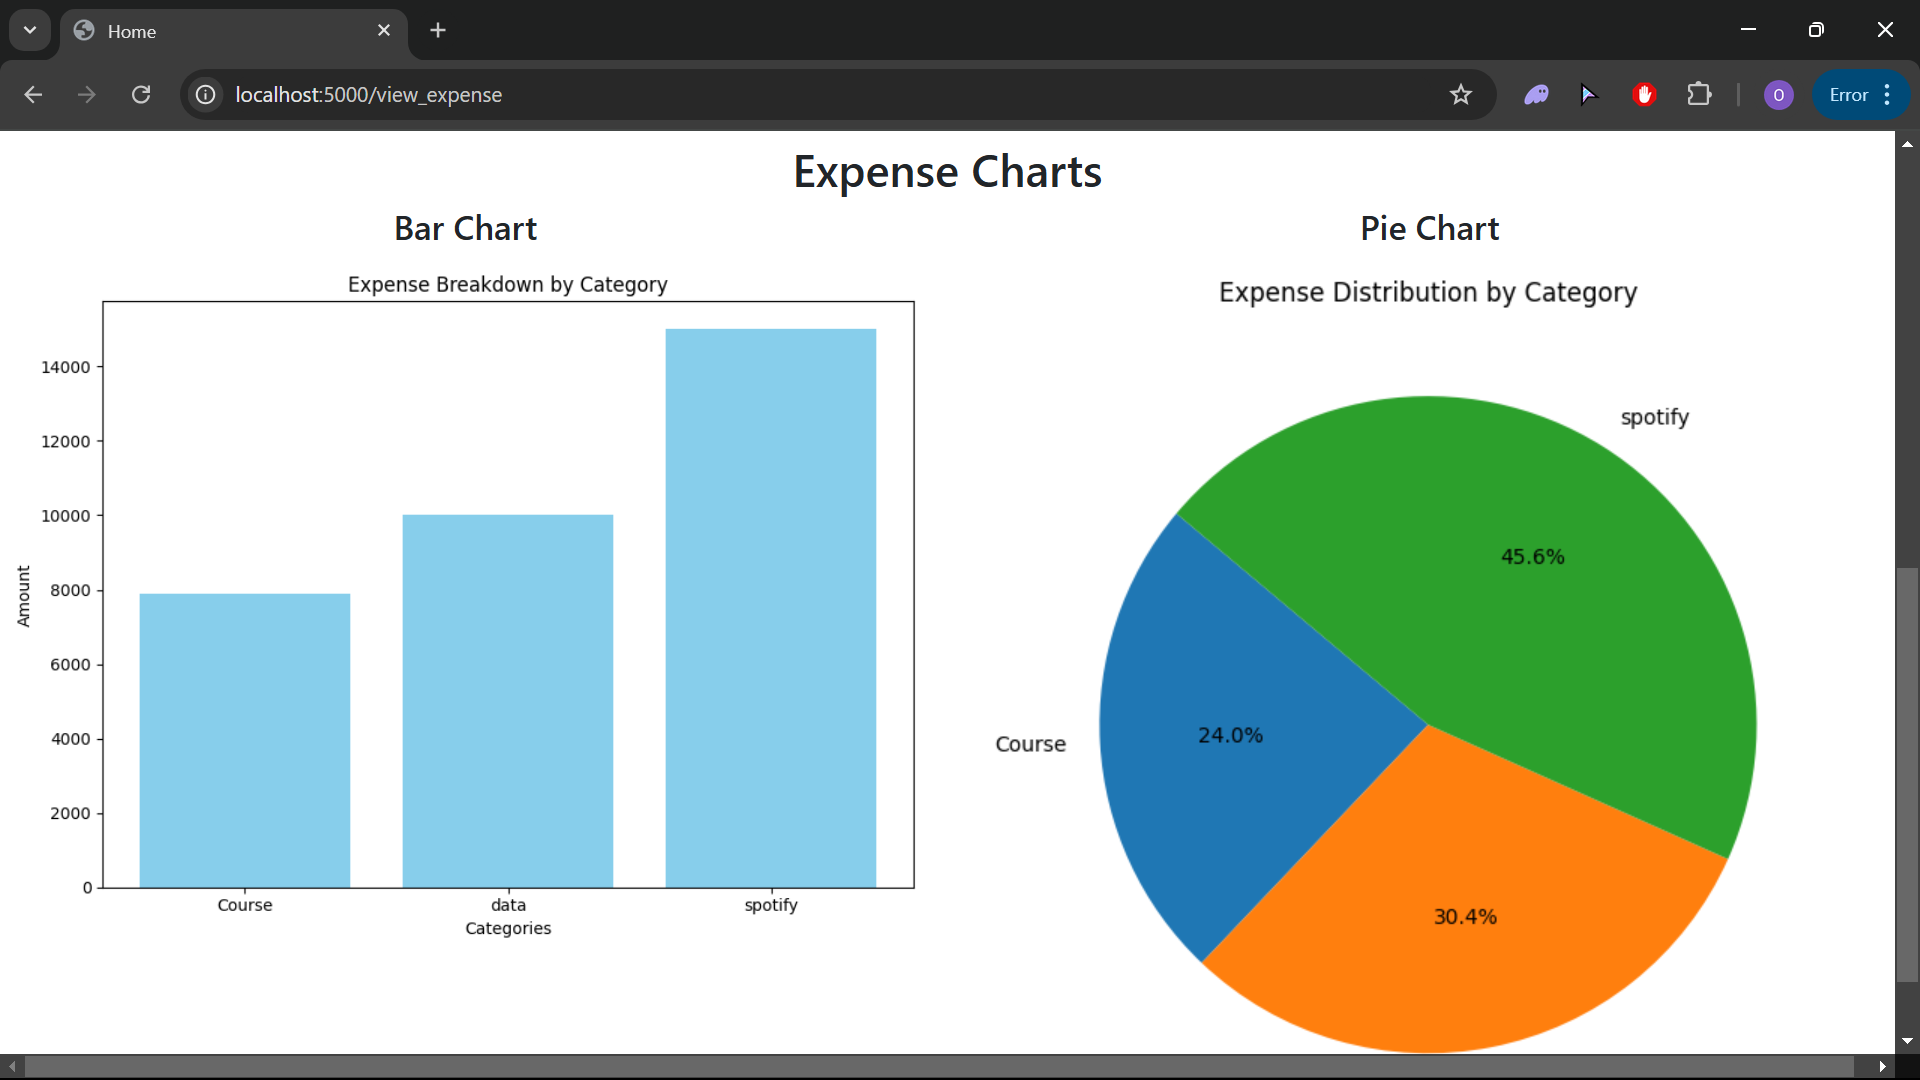 Home
localhost:5000/view_expense
O
Error
Expense Charts
Bar Chart
Expense Breakdown by Category
14000
12000
10000
8000
6000
4000
2000
0
Amount
Course
data
spotify
Categories
Pie Chart
Expense Distribution by Category
spotify
45.6%
Course
24.0%
30.4%